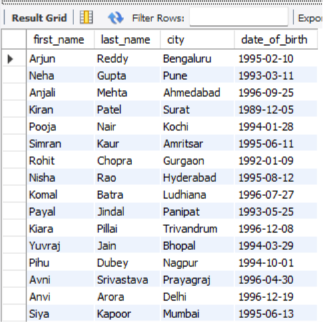 Result Grid Filter Rows: Expor
first_name last_name city date_of_birth
Arjun Reddy Bengaluru 1995-02-10
Neha Gupta Pune 1993-03-11
Anjali Mehta Ahmedabad 1996-09-25
Kiran Patel Surat 1989-12-05
Pooja Nair Kochi 1994-01-28
Simran Kaur Amritsar 1995-06-11
Rohit Chopra Gurgaon 1992-01-09
Nisha Rao Hyderabad 1995-08-12
Komal Batra Ludhiana 1996-07-27
Payal Jindal Panipat 1993-05-25
Kiara Pillai Trivandrum 1996-12-08
Yuvraj Jain Bhopal 1994-03-29
Pihu Dubey Nagpur 1994-10-01
Avni Srivastava Prayagraj 1996-04-30
Anvi Arora Delhi 1996-12-19
Siya Kapoor Mumbai 1995-06-13